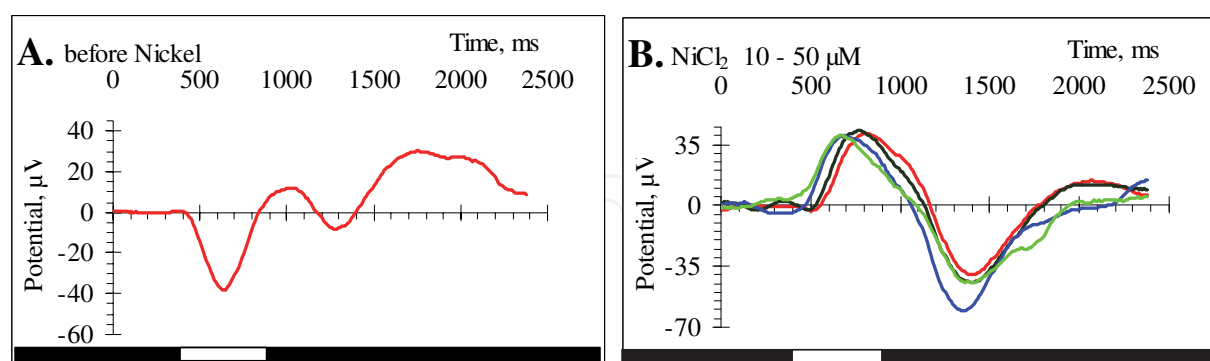 A. before Nickel
Time, ms
0 500 1000 1500 2000 2500
40
20
0
-20
-40
-60
Potential, µV
B. NiCl₂ 10 - 50 µM
Time, ms
0 500 1000 1500 2000 2500
35
0
-35
-70
Potential, µV